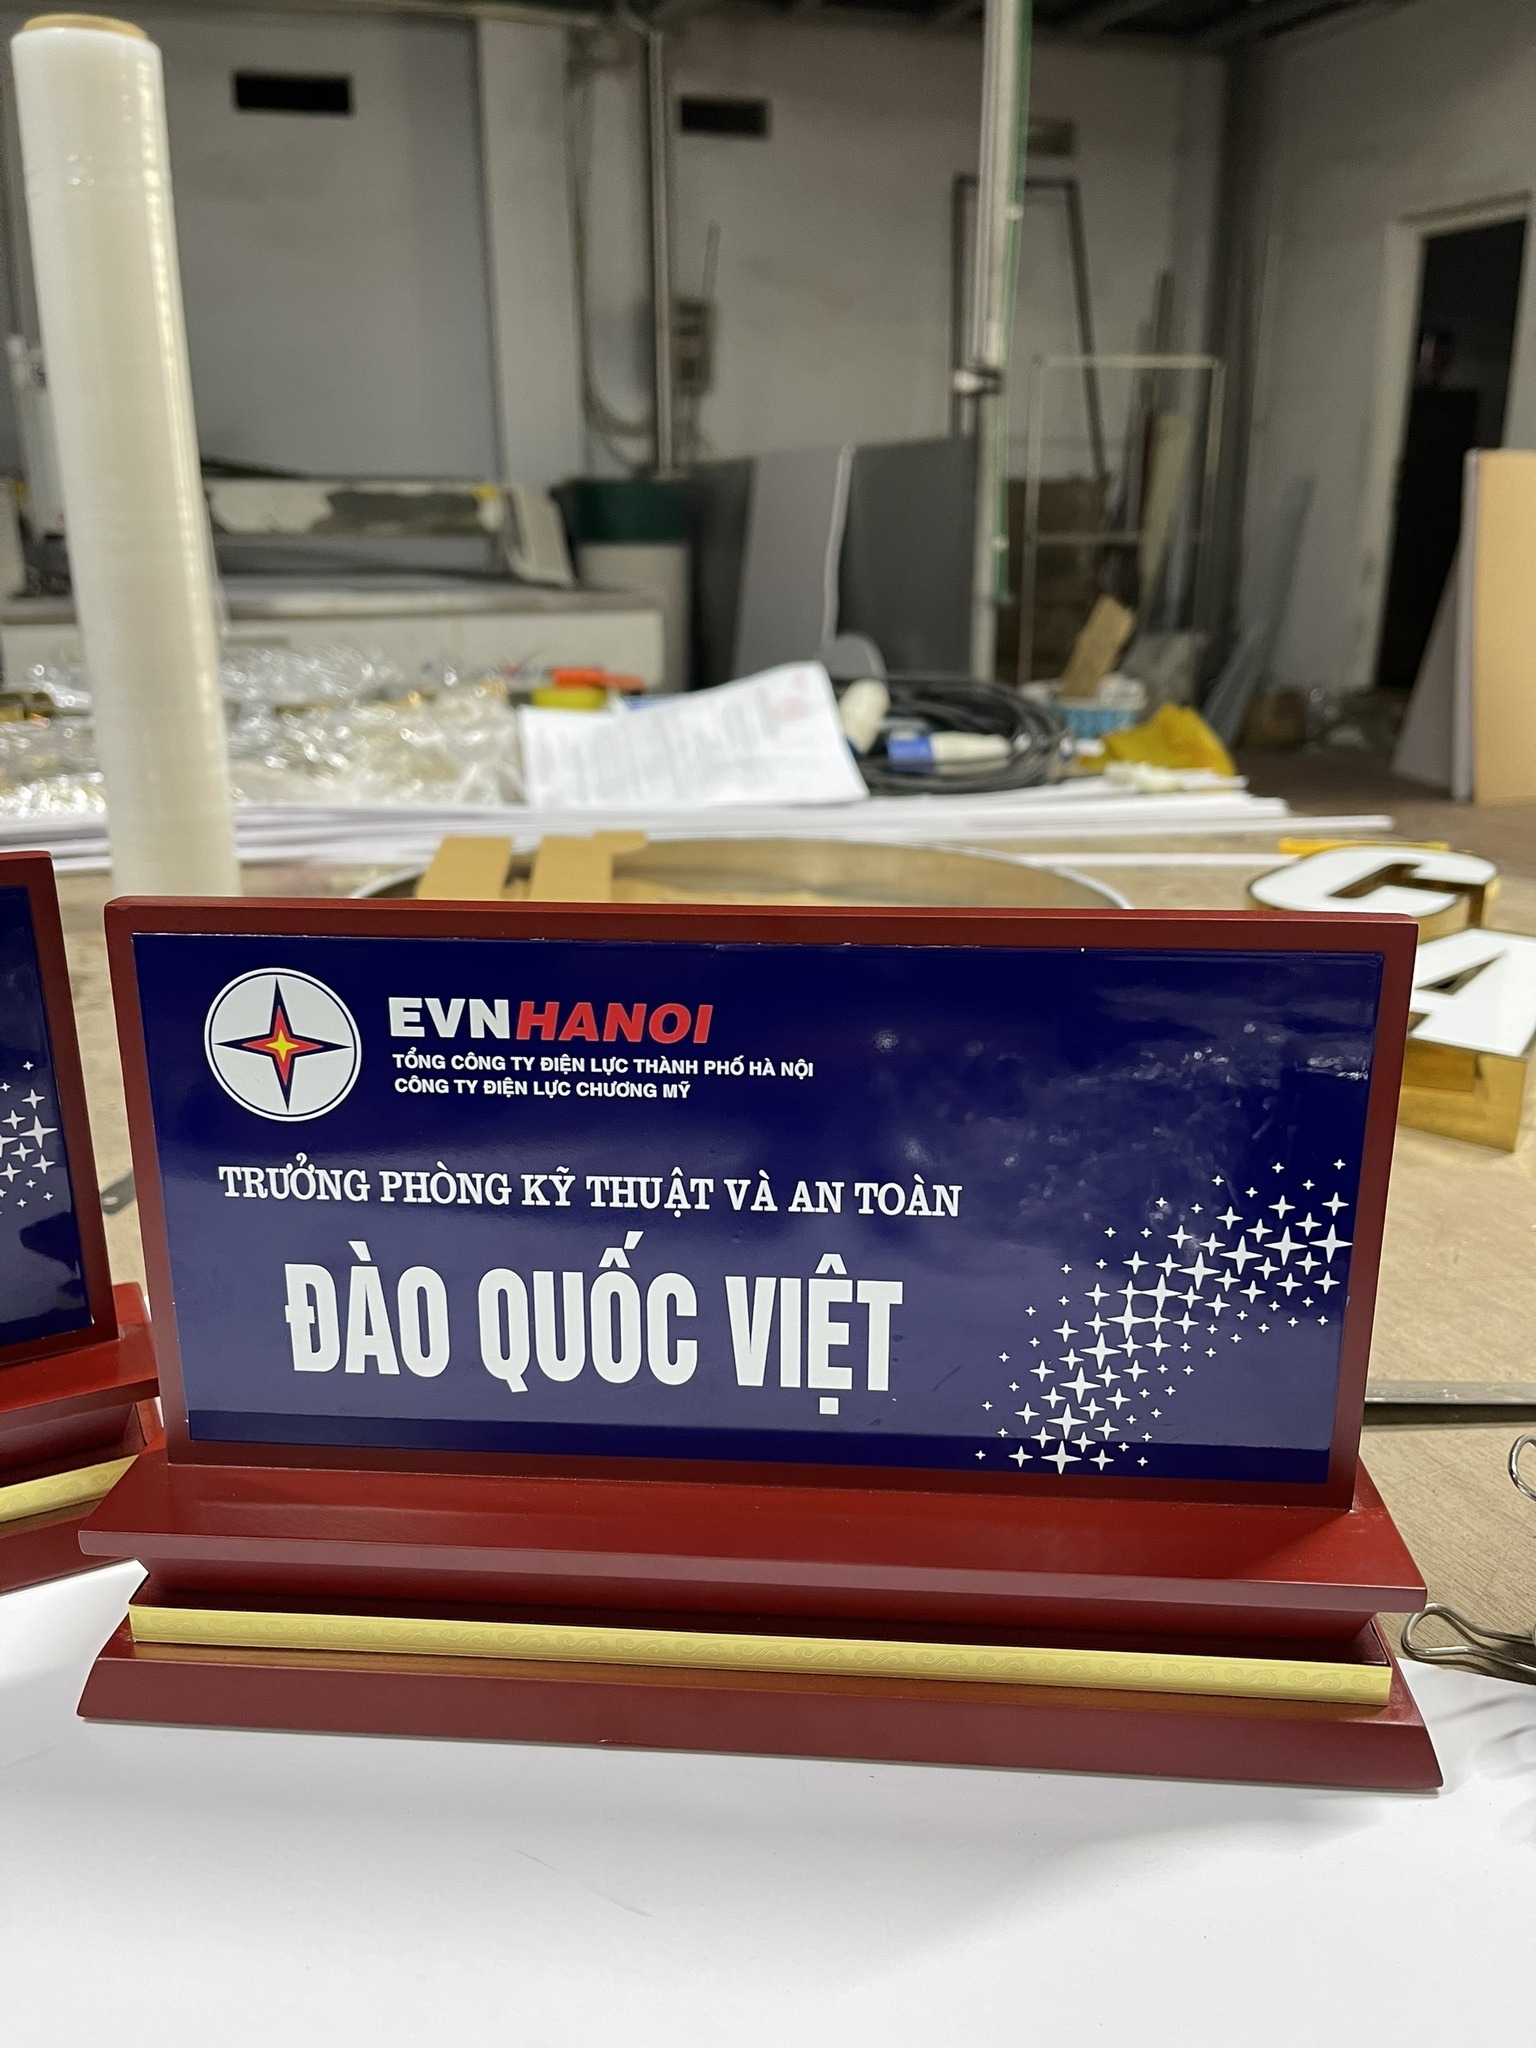 EVNHANOI
TỔNG CÔNG TY ĐIỆN LỰC THÀNH PHỐ HÀ NỘI
CÔNG TY ĐIỆN LỰC CHƯƠNG MỸ
TRƯỞNG PHÒNG KỸ THUẬT VÀ AN TOÀN
ĐÀO QUỐC VIỆT